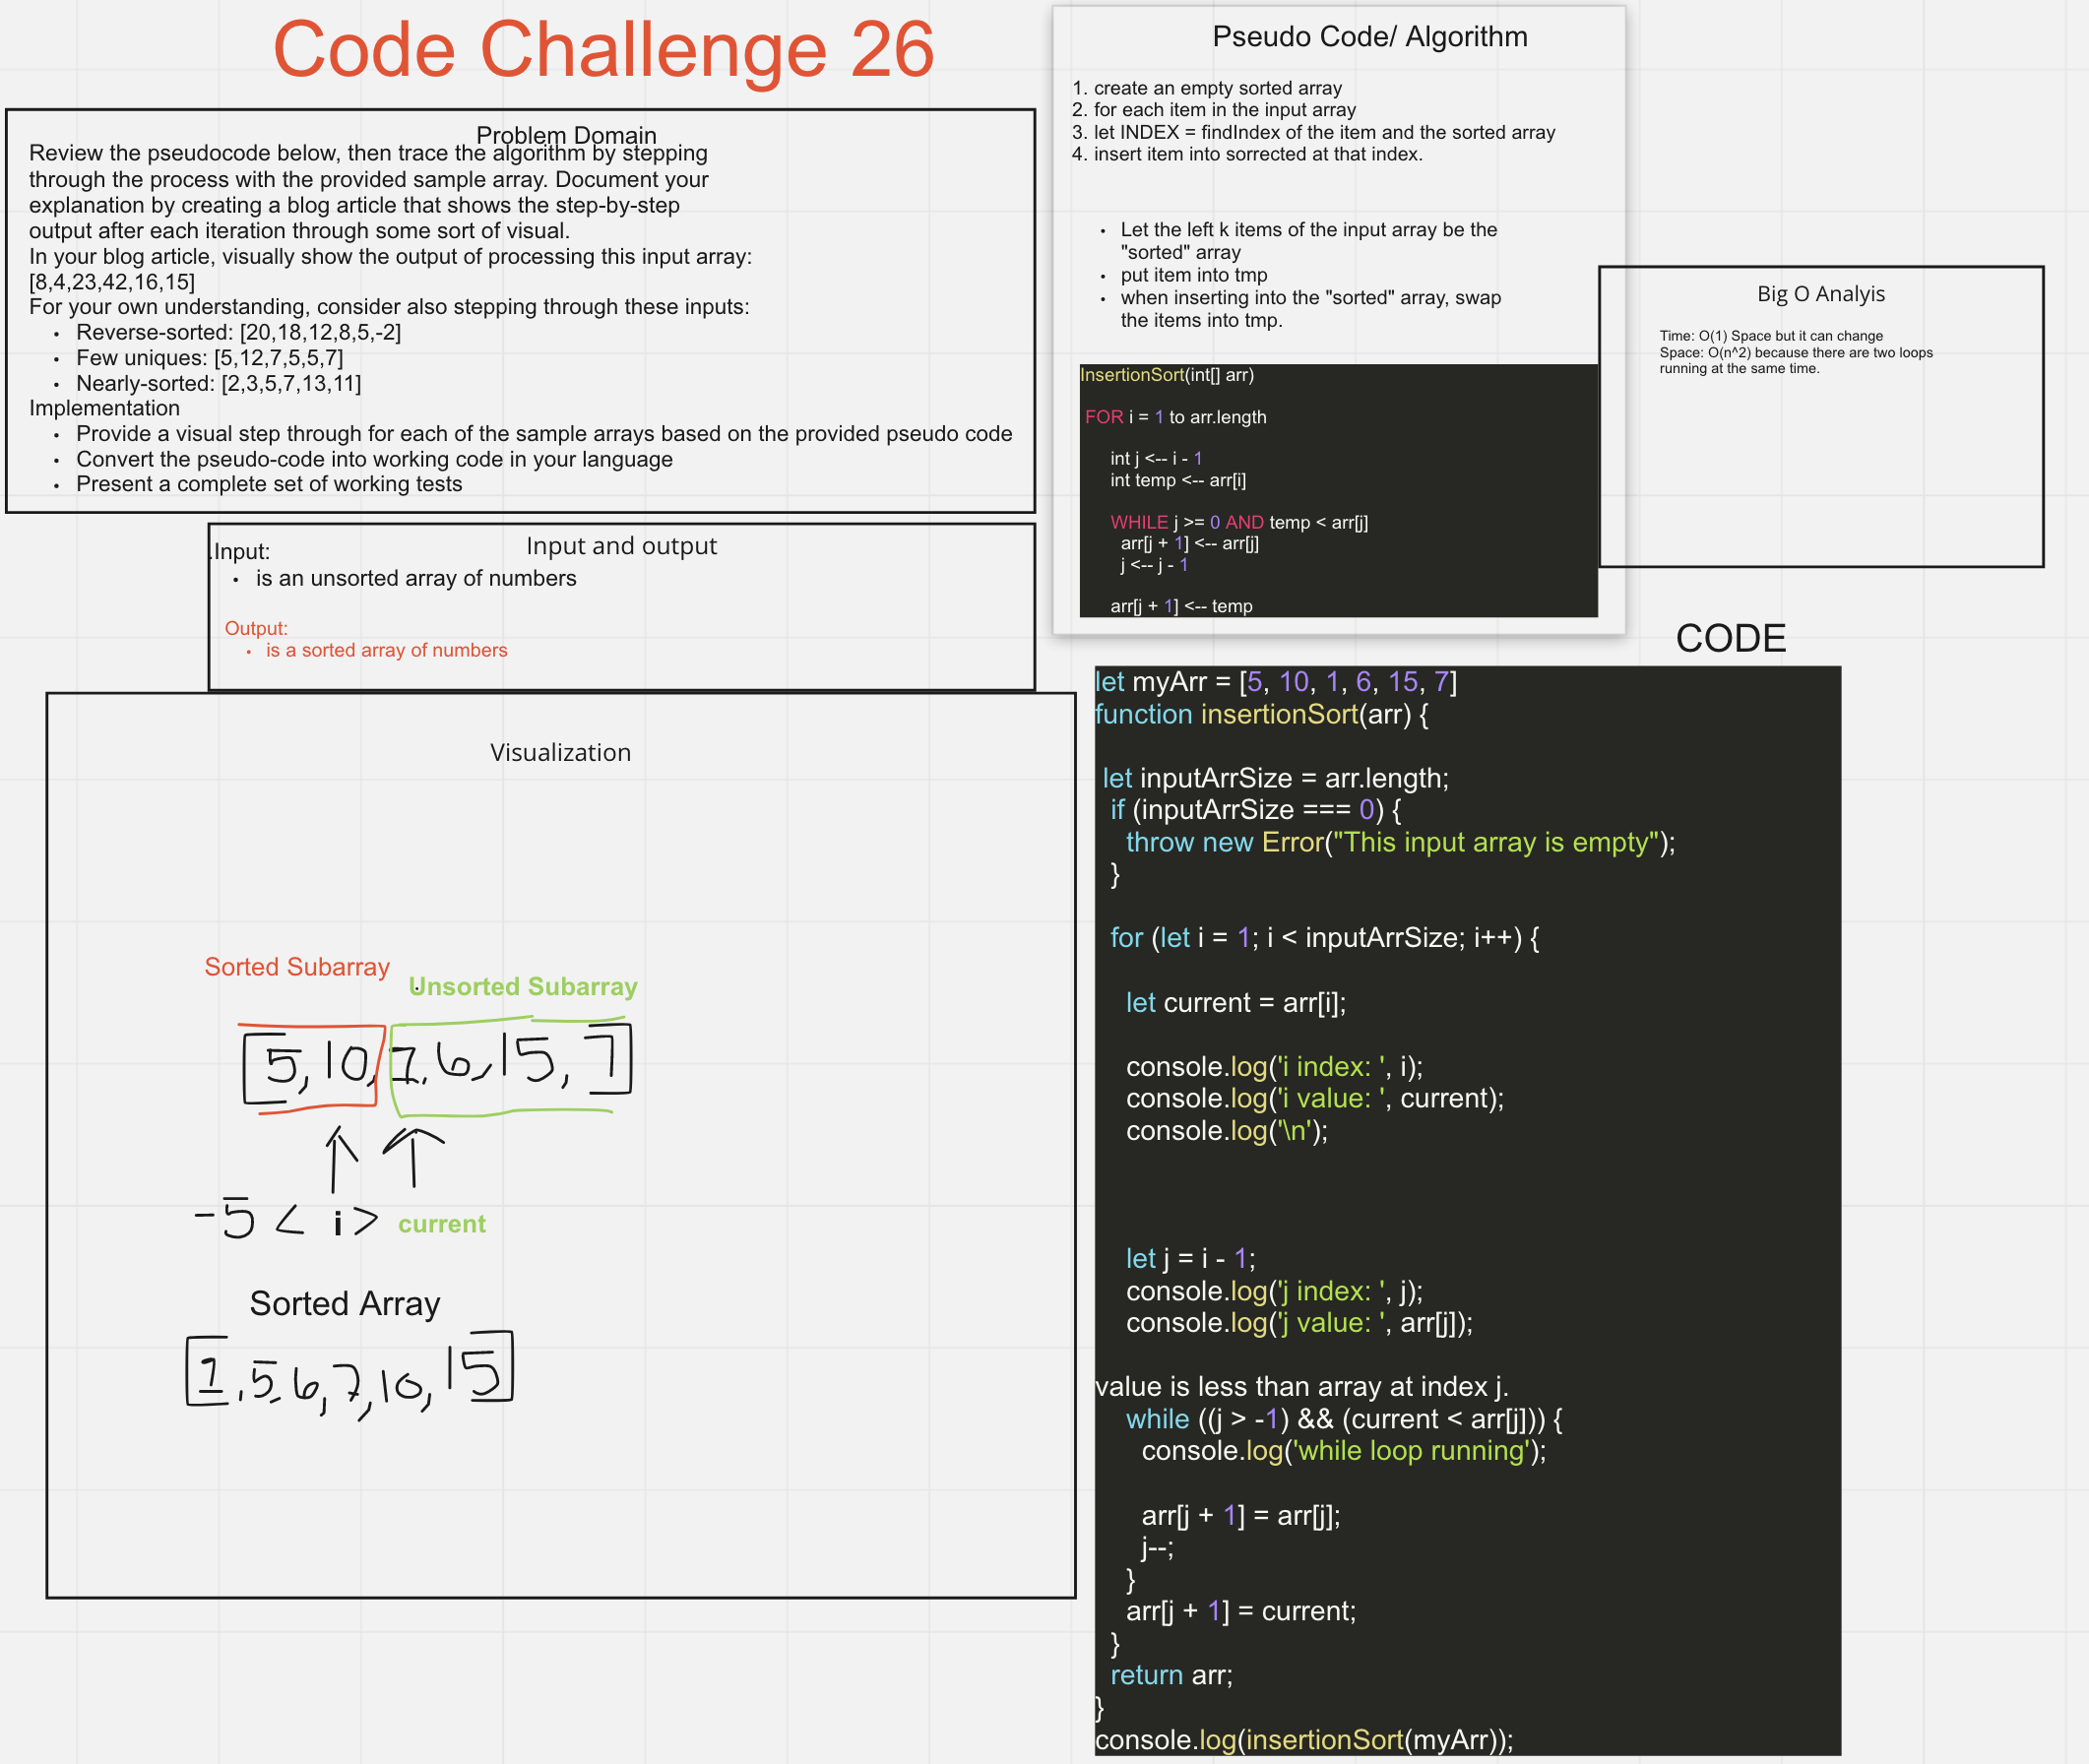 Code Challenge 26
Problem Domain
Review the pseudocode below, then trace the algorithm by stepping
through the process with the provided sample array. Document your
explanation by creating a blog article that shows the step-by-step
output after each iteration through some sort of visual.
In your blog article, visually show the output of processing this input array:
[8,4,23,42,16,15]
For your own understanding, consider also stepping through these inputs:
• Reverse-sorted: [20,18,12,8,5,-2]
• Few uniques: [5,12,7,5,5,7]
• Nearly-sorted: [2,3,5,7,13,11]
Implementation
• Provide a visual step through for each of the sample arrays based on the provided pseudo code
• Convert the pseudo-code into working code in your language
• Present a complete set of working tests
Input and output
.Input:
• is an unsorted array of numbers
Output:
• is a sorted array of numbers
Visualization
Sorted Subarray
Unsorted Subarray
[5, 10, 1, 6, 15, 7]
-5 < i > current
Sorted Array
[1, 5, 6, 7, 10, 15]
Pseudo Code/ Algorithm
1. create an empty sorted array
2. for each item in the input array
3. let INDEX = findIndex of the item and the sorted array
4. insert item into sorrected at that index.
• Let the left k items of the input array be the
"sorted" array
• put item into tmp
• when inserting into the "sorted" array, swap
the items into tmp.
InsertionSort(int[] arr)
FOR i = 1 to arr.length
int j <-- i - 1
int temp <-- arr[i]
WHILE j >= 0 AND temp < arr[j]
arr[j + 1] <-- arr[j]
j <-- j - 1
arr[j + 1] <-- temp
Big O Analyis
Time: O(1) Space but it can change
Space: O(n^2) because there are two loops
running at the same time.
CODE
let myArr = [5, 10, 1, 6, 15, 7]
function insertionSort(arr) {
let inputArrSize = arr.length;
if (inputArrSize === 0) {
throw new Error("This input array is empty");
}
for (let i = 1; i < inputArrSize; i++) {
let current = arr[i];
console.log('i index: ', i);
console.log('i value: ', current);
console.log('\n');
let j = i - 1;
console.log('j index: ', j);
console.log('j value: ', arr[j]);
value is less than array at index j.
while ((j > -1) && (current < arr[j])) {
console.log('while loop running');
arr[j + 1] = arr[j];
j--;
}
arr[j + 1] = current;
}
return arr;
}
console.log(insertionSort(myArr));